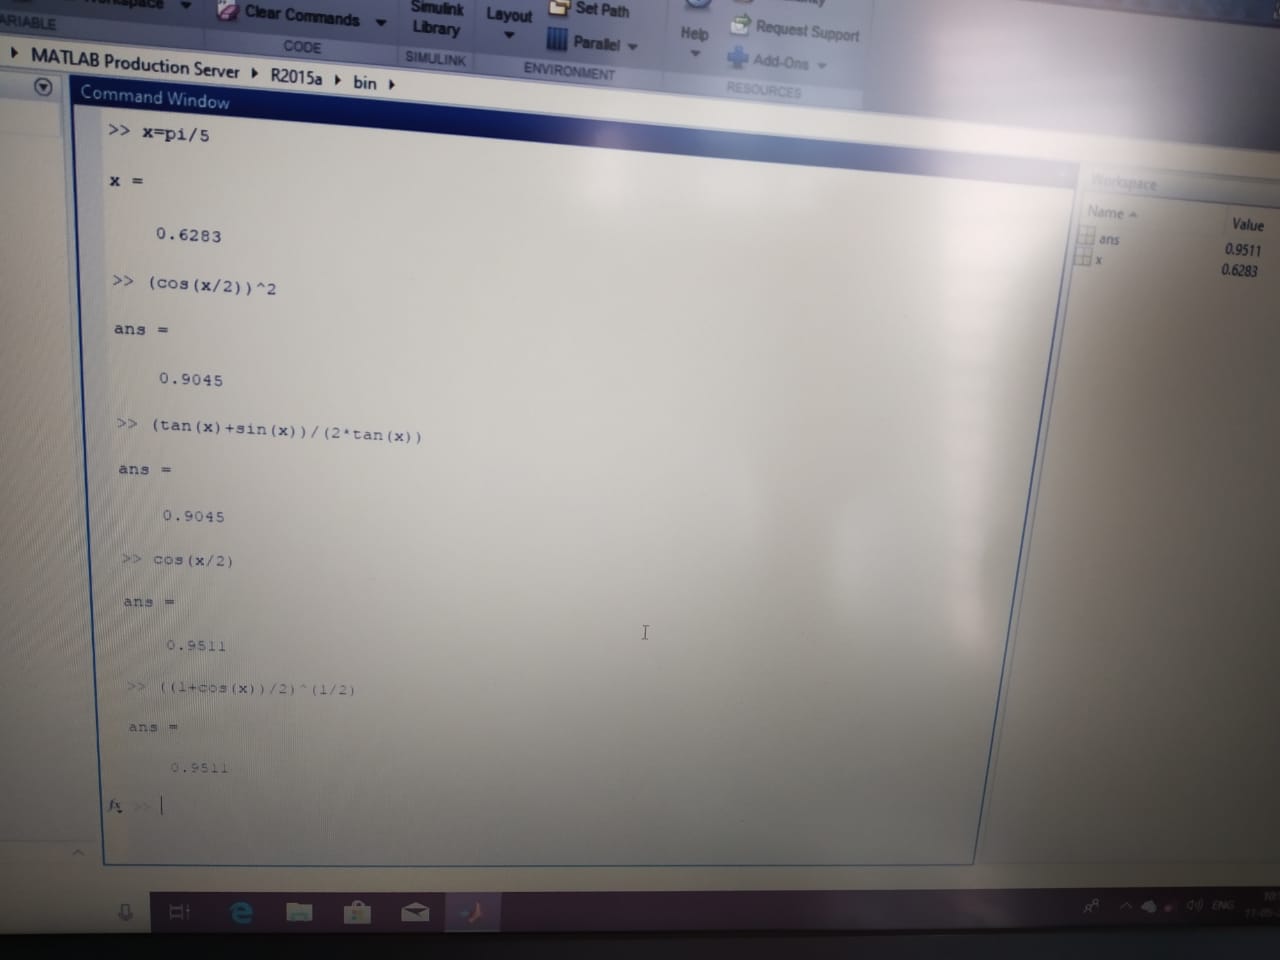 Clear Commands
Simulink
Library
Layout
Set Path
Parallel
Help
Request Support
Add-Ons
CODE
SIMULINK
ENVIRONMENT
RESOURCES
MATLAB Production Server
R2015a
bin
Command Window
>> x=pi/5
x =
0.6283
>> (cos(x/2))^2
ans =
0.9045
>> (tan(x)+sin(x))/(2*tan(x))
ans =
0.9045
>> cos(x/2)
ans =
0.9511
>> ((1+cos(x))/2)^(1/2)
ans =
0.9511
fx >>
Workspace
Name
Value
ans
0.9511
x
0.6283
ENG